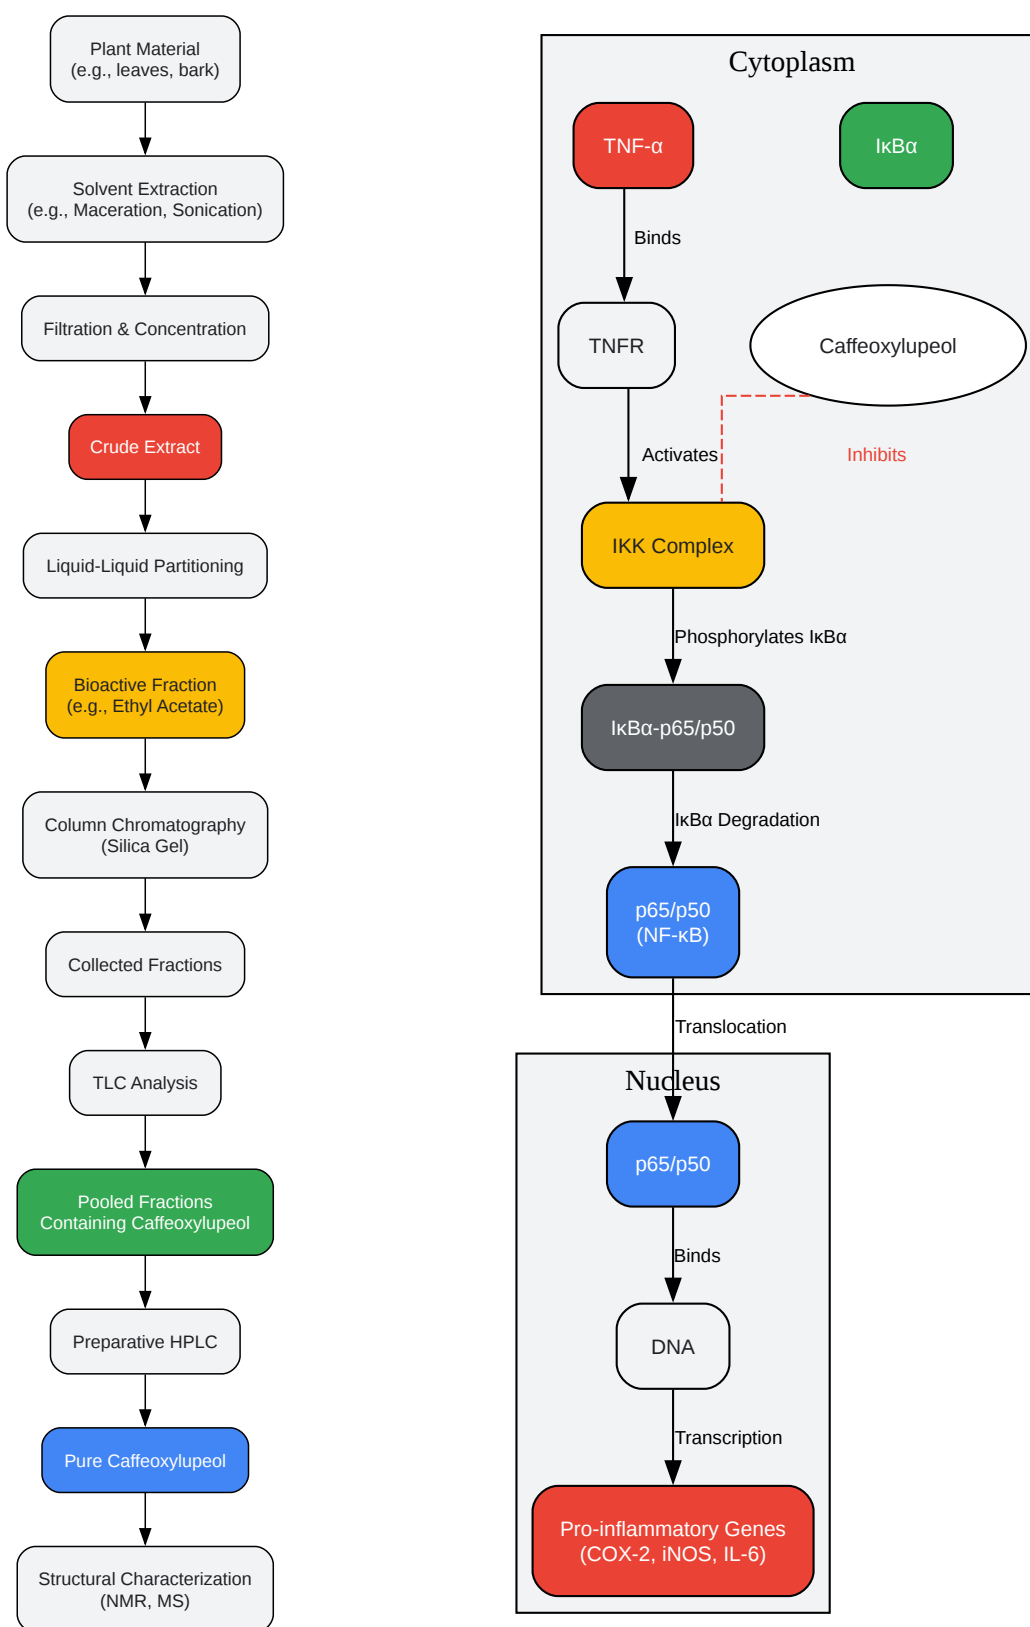 Plant Material
(e.g., leaves, bark)
Solvent Extraction
(e.g., Maceration, Sonication)
Filtration & Concentration
Crude Extract
Liquid-Liquid Partitioning
Bioactive Fraction
(e.g., Ethyl Acetate)
Column Chromatography
(Silica Gel)
Collected Fractions
TLC Analysis
Pooled Fractions
Containing Caffeoxylupeol
Preparative HPLC
Pure Caffeoxylupeol
Structural Characterization
(NMR, MS)
Cytoplasm
TNF-α
IκBα
Binds
TNFR
Caffeoxylupeol
Activates
Inhibits
IKK Complex
Phosphorylates IκBα
IκBα-p65/p50
IκBα Degradation
p65/p50
(NF-κB)
Translocation
Nucleus
p65/p50
Binds
DNA
Transcription
Pro-inflammatory Genes
(COX-2, iNOS, IL-6)